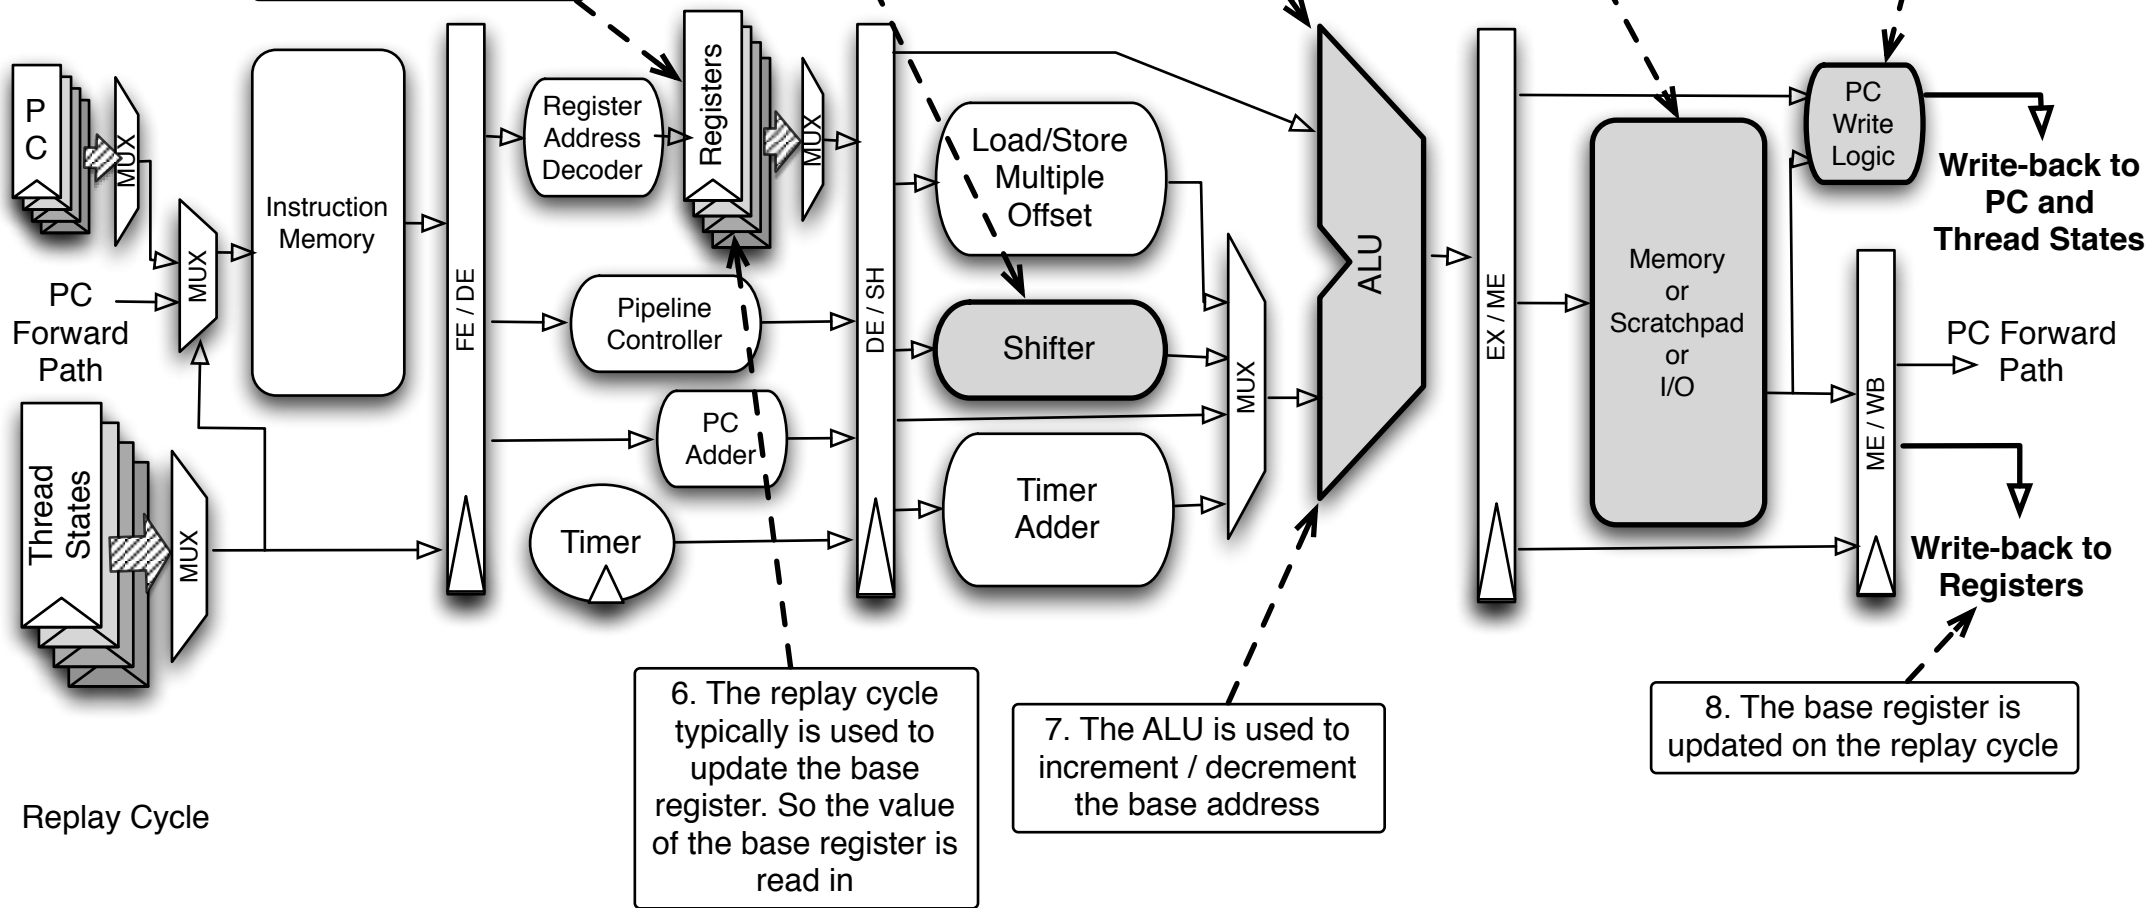 P
C
MUX
PC
Forward
Path
MUX
Instruction
Memory
Thread
States
MUX
FE / DE
Register
Address
Decoder
Registers
MUX
Pipeline
Controller
PC
Adder
Timer
DE / SH
Load/Store
Multiple
Offset
Shifter
Timer
Adder
MUX
ALU
EX / ME
Memory
or
Scratchpad
or
I/O
PC
Write
Logic
Write-back to
PC and
Thread States
ME / WB
PC Forward
Path
Write-back to
Registers
6. The replay cycle
typically is used to
update the base
register. So the value
of the base register is
read in
7. The ALU is used to
increment / decrement
the base address
8. The base register is
updated on the replay cycle
Replay Cycle